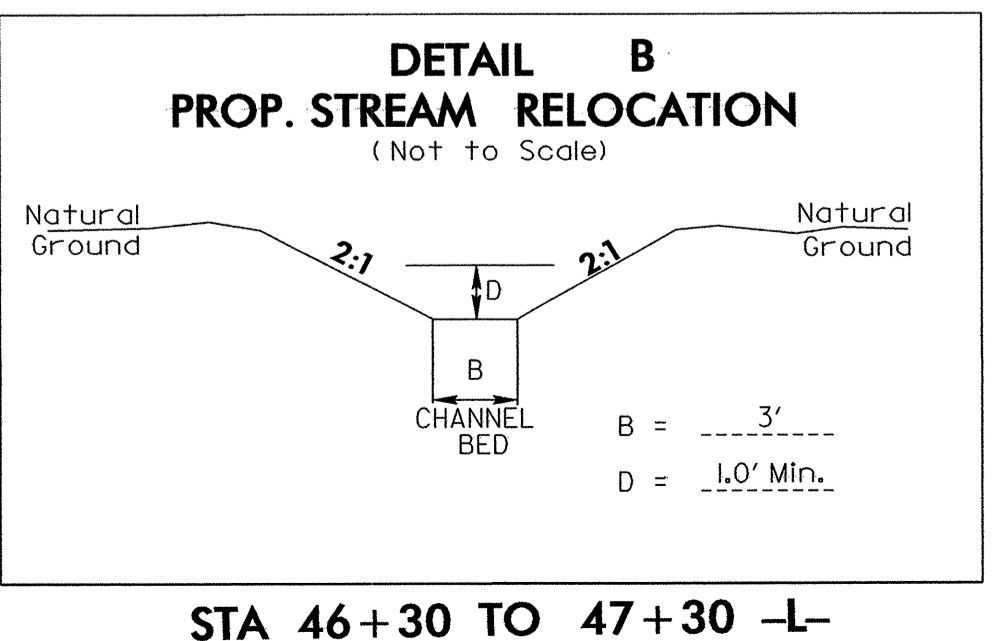 DETAIL B
PROP. STREAM RELOCATION
(Not to Scale)
Natural
Ground
2:1
D
2:1
Natural
Ground
B
CHANNEL
BED
B = 3'
D = 1.0' Min.
STA 46+30 TO 47+30 -L-